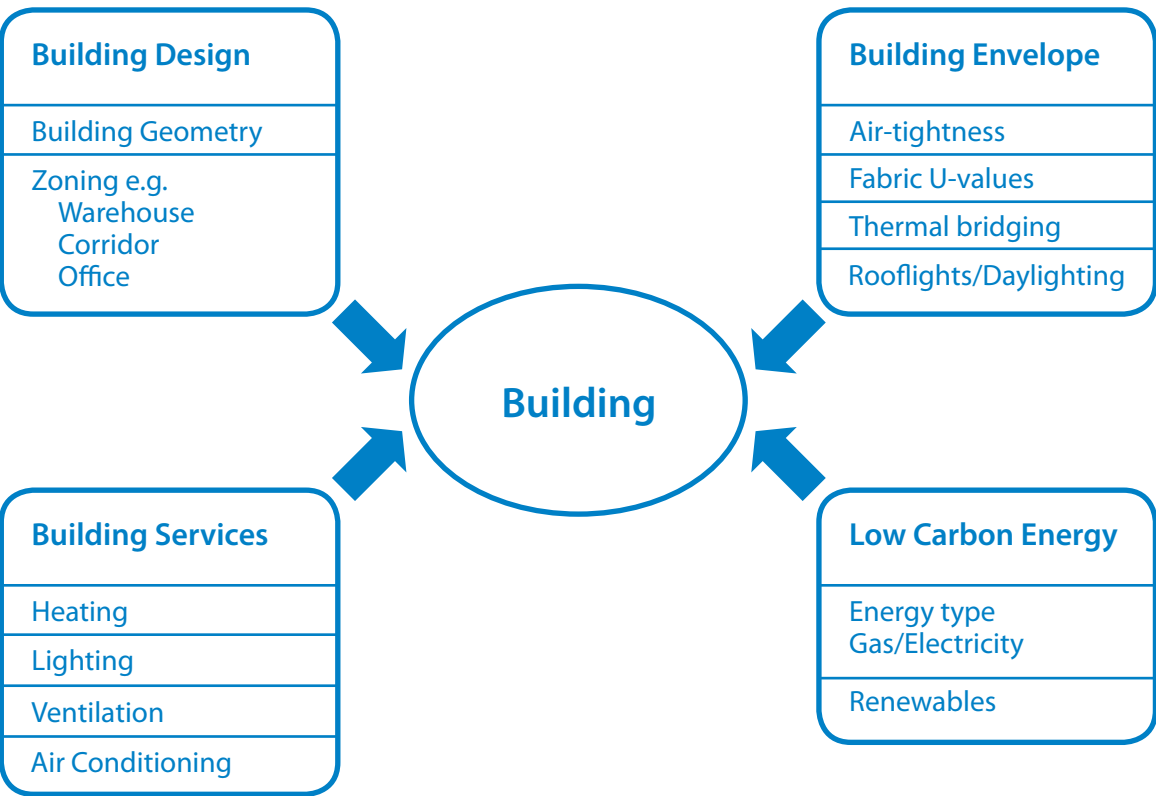 Building Design
Building Geometry
Zoning e.g.
Warehouse
Corridor
Office
Building Envelope
Air-tightness
Fabric U-values
Thermal bridging
Rooflights/Daylighting
Building
Building Services
Heating
Lighting
Ventilation
Air Conditioning
Low Carbon Energy
Energy type
Gas/Electricity
Renewables